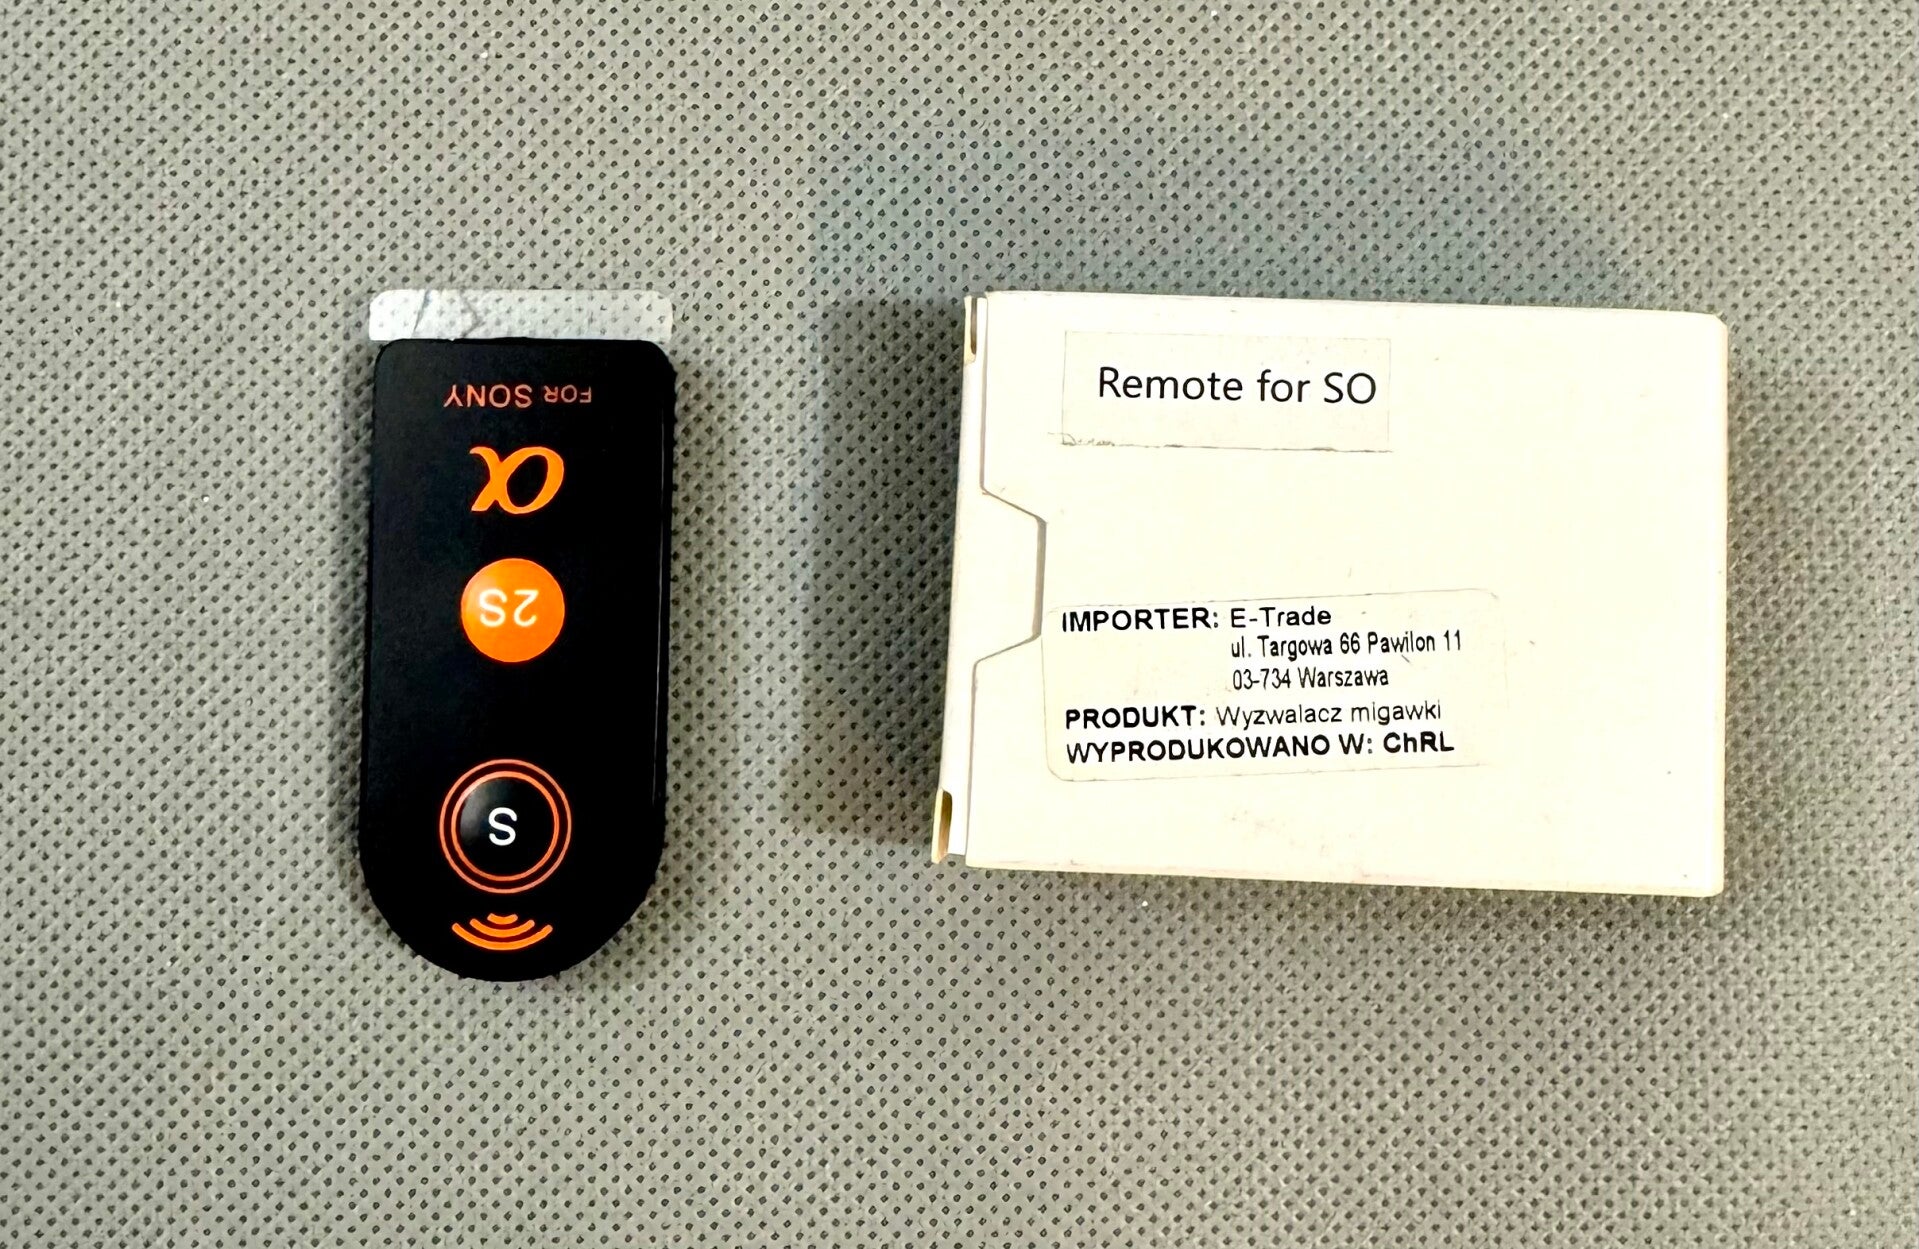 FOR SONY
α
2S
S
Remote for SO
IMPORTER: E-Trade
ul. Targowa 66 Pawilon 11
03-734 Warszawa
PRODUKT: Wyzwalacz migawki
WYPRODUKOWANO W: ChRL